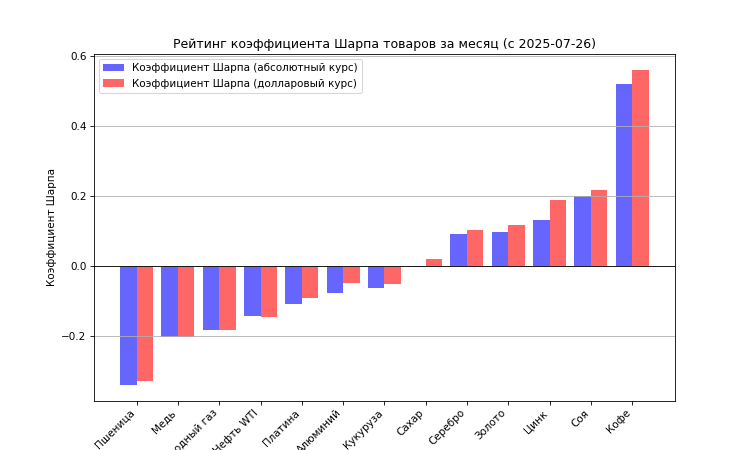 Рейтинг коэффициента Шарпа товаров за месяц (с 2025-07-26)
Коэффициент Шарпа (абсолютный курс)
Коэффициент Шарпа (долларовый курс)
Коэффициент Шарпа
0.6
0.4
0.2
0.0
−0.2
Пшеница
Медь
газ
Нефть WTI
Платина
Алюминий
Кукуруза
Сахар
Серебро
Золото
Цинк
Соя
Кофе